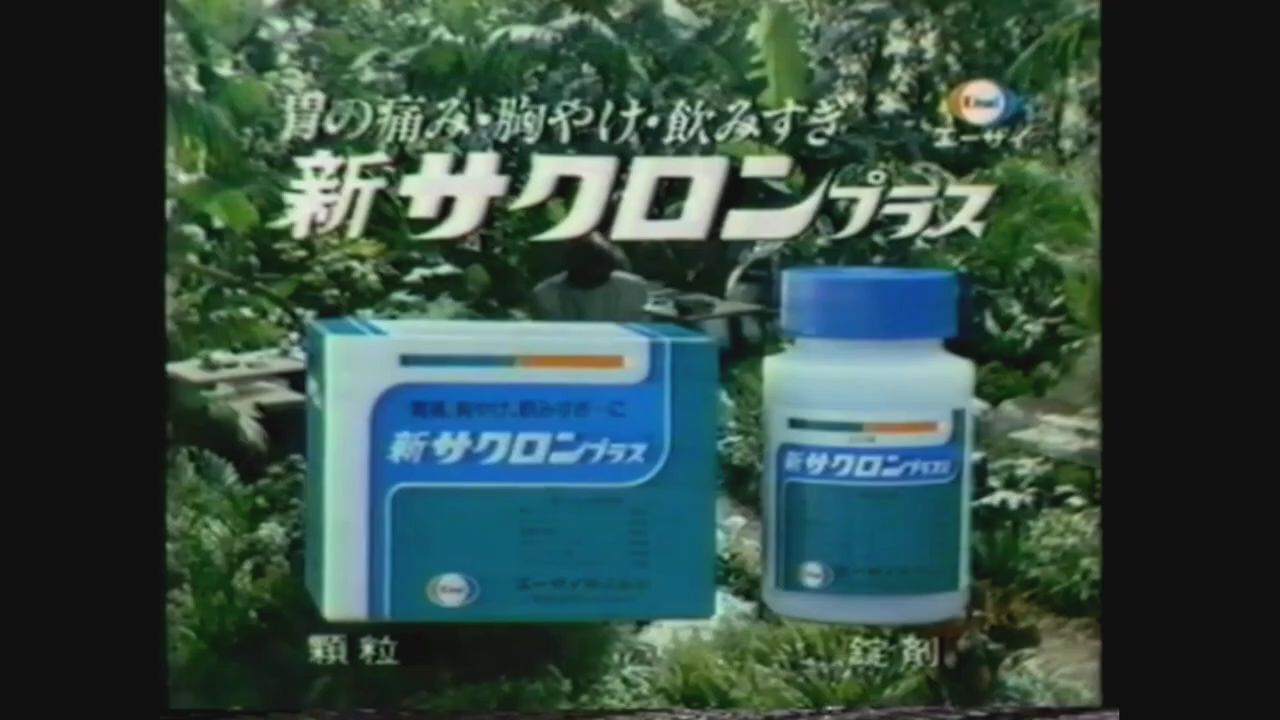 胃の痛み・胸やけ・飲みすぎ
Eisai
エーザイ
新サクロンプラス
新サクロンプラス
新サクロンプラス
顆粒
錠剤